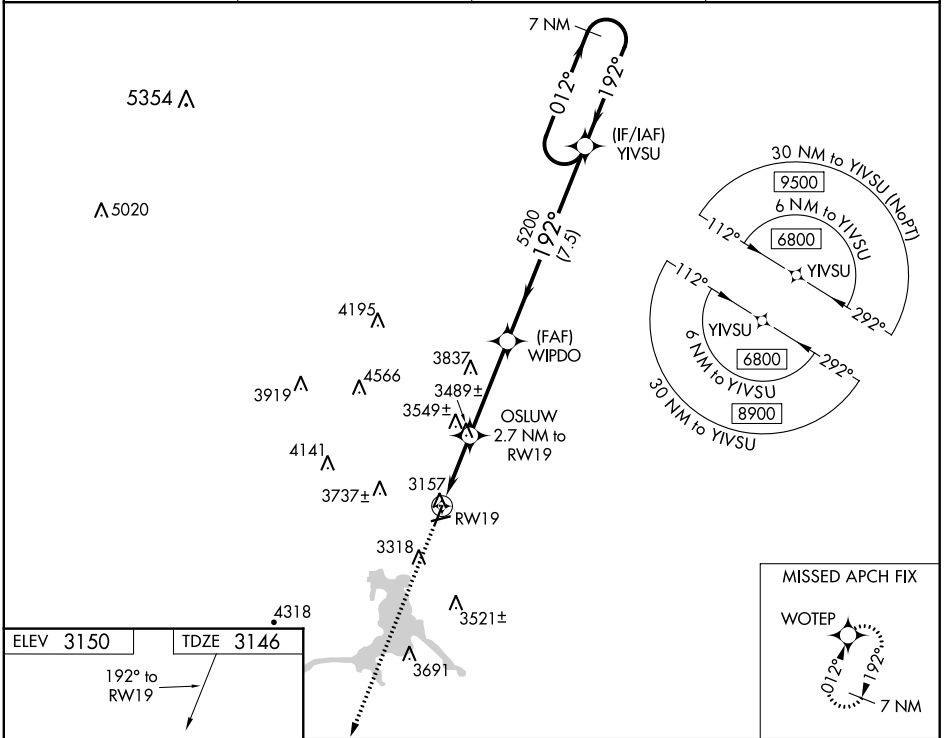 7 NM
012°
192°
(IF/IAF)
YIVSU
5354
5020
5200
192°
(7.5)
30 NM to YIVSU (NoPT)
9500
6 NM to YIVSU
6800
112°
YIVSU
292°
112°
YIVSU
292°
6 NM to YIVSU
6800
8900
30 NM to YIVSU
4195
(FAF)
WIPDO
3837
3919
4566
3489±
3549±
OSLUW
2.7 NM to
RW19
4141
3737±
3157
RW19
3318
3521±
4318
3691
ELEV 3150
TDZE 3146
192° to
RW19
MISSED APCH FIX
WOTEP
012°
192°
7 NM